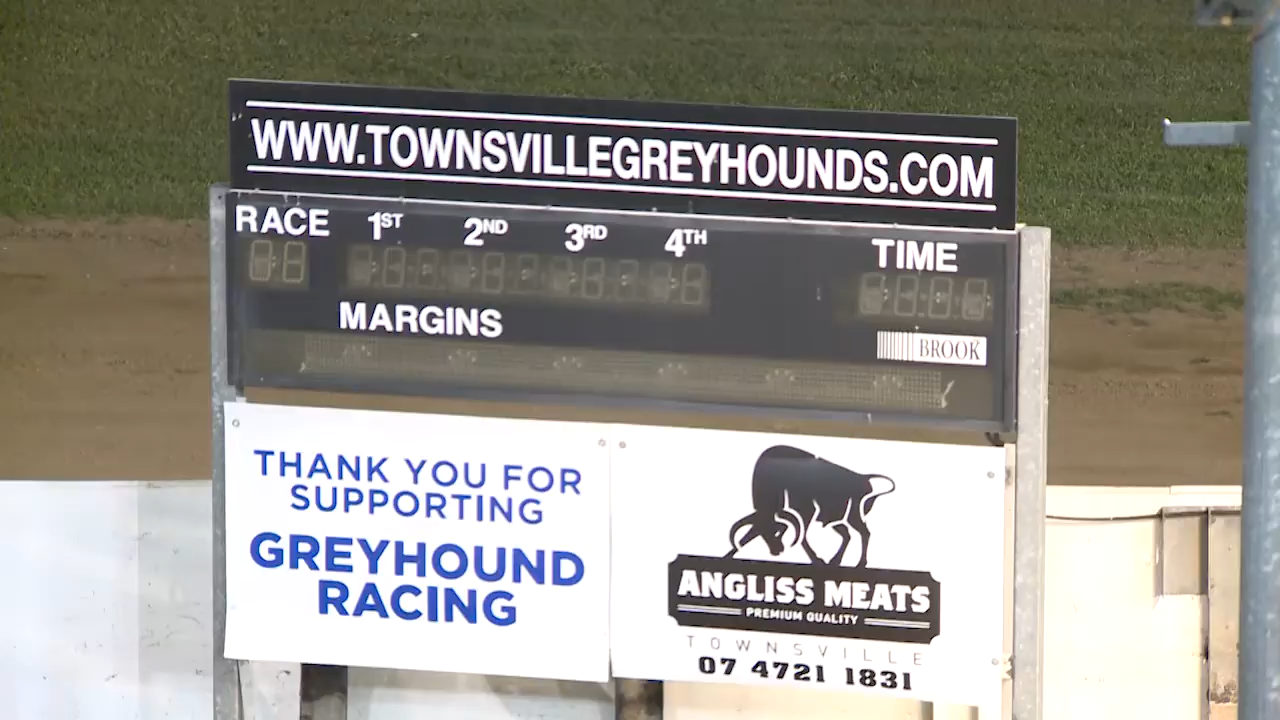 WWW.TOWNSVILLEGREYHOUNDS.COM
RACE 1ST 2ND 3RD 4TH TIME
MARGINS
BROOK
THANK YOU FOR
SUPPORTING
GREYHOUND
RACING
ANGLISS MEATS
PREMIUM QUALITY
TOWNSVILLE
07 4721 1831